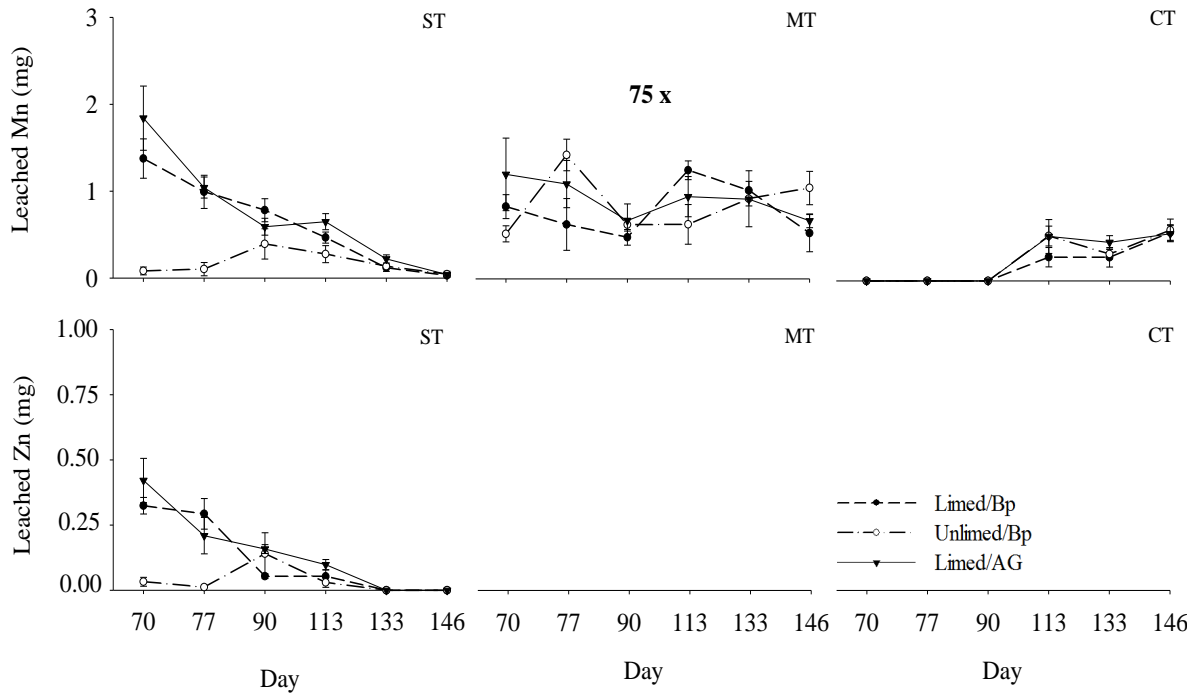 ST
MT
CT
Leached Mn (mg)
3
2
1
0
75 x
ST
MT
CT
Leached Zn (mg)
1.00
0.75
0.50
0.25
0.00
Limed/Bp
Unlimed/Bp
Limed/AG
70 77 90 113 133 146
70 77 90 113 133 146
70 77 90 113 133 146
Day
Day
Day